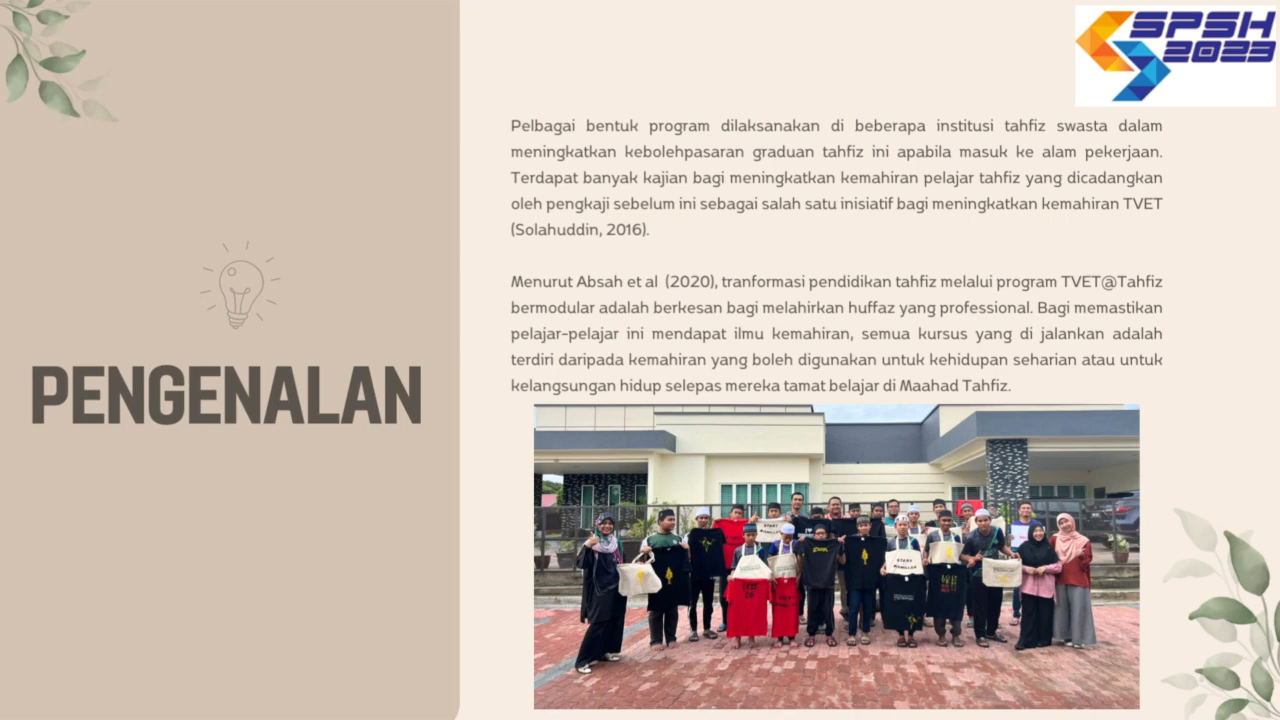 SPSH
2023
Pelbagai bentuk program dilaksanakan di beberapa institusi tahfiz swasta dalam
meningkatkan kebolehpasaran graduan tahfiz ini apabila masuk ke alam pekerjaan.
Terdapat banyak kajian bagi meningkatkan kemahiran pelajar tahfiz yang dicadangkan
oleh pengkaji sebelum ini sebagai salah satu inisiatif bagi meningkatkan kemahiran TVET
(Solahuddin, 2016).
Menurut Absah et al (2020), tranformasi pendidikan tahfiz melalui program TVET@Tahfiz
bermodular adalah berkesan bagi melahirkan huffaz yang professional. Bagi memastikan
pelajar-pelajar ini mendapat ilmu kemahiran, semua kursus yang di jalankan adalah
terdiri daripada kemahiran yang boleh digunakan untuk kehidupan seharian atau untuk
kelangsungan hidup selepas mereka tamat belajar di Maahad Tahfiz.
PENGENALAN
START
START
BISMILLAH